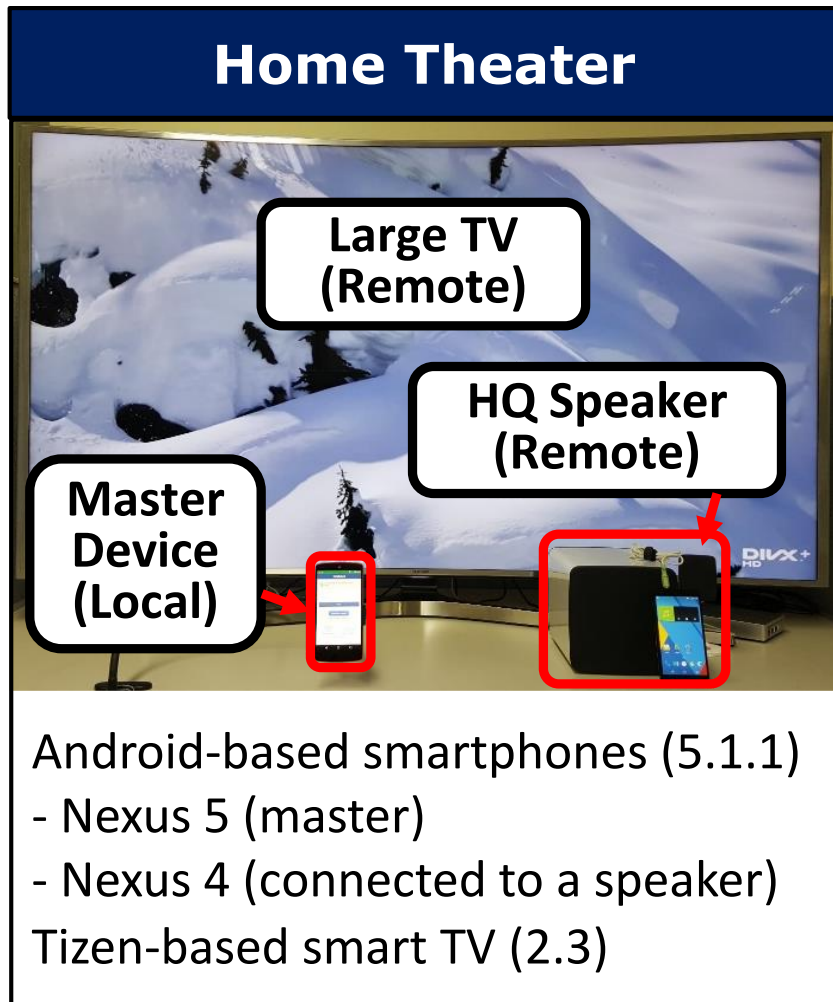 Home Theater
Large TV
(Remote)
HQ Speaker
(Remote)
Master
Device
(Local)
DIVX+
HD
Android-based smartphones (5.1.1)
- Nexus 5 (master)
- Nexus 4 (connected to a speaker)
Tizen-based smart TV (2.3)